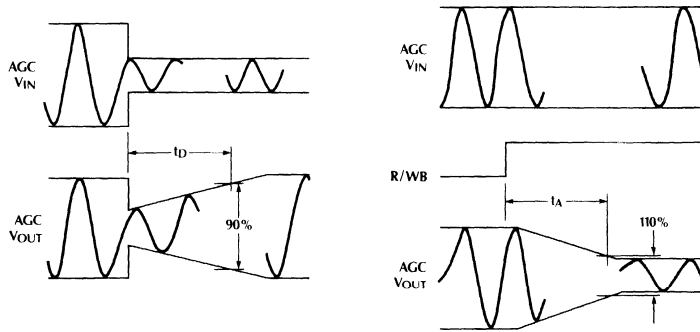 AGC
VIN
tD
AGC
VOUT
90%
AGC
VIN
R/WB
tA
110%
AGC
VOUT